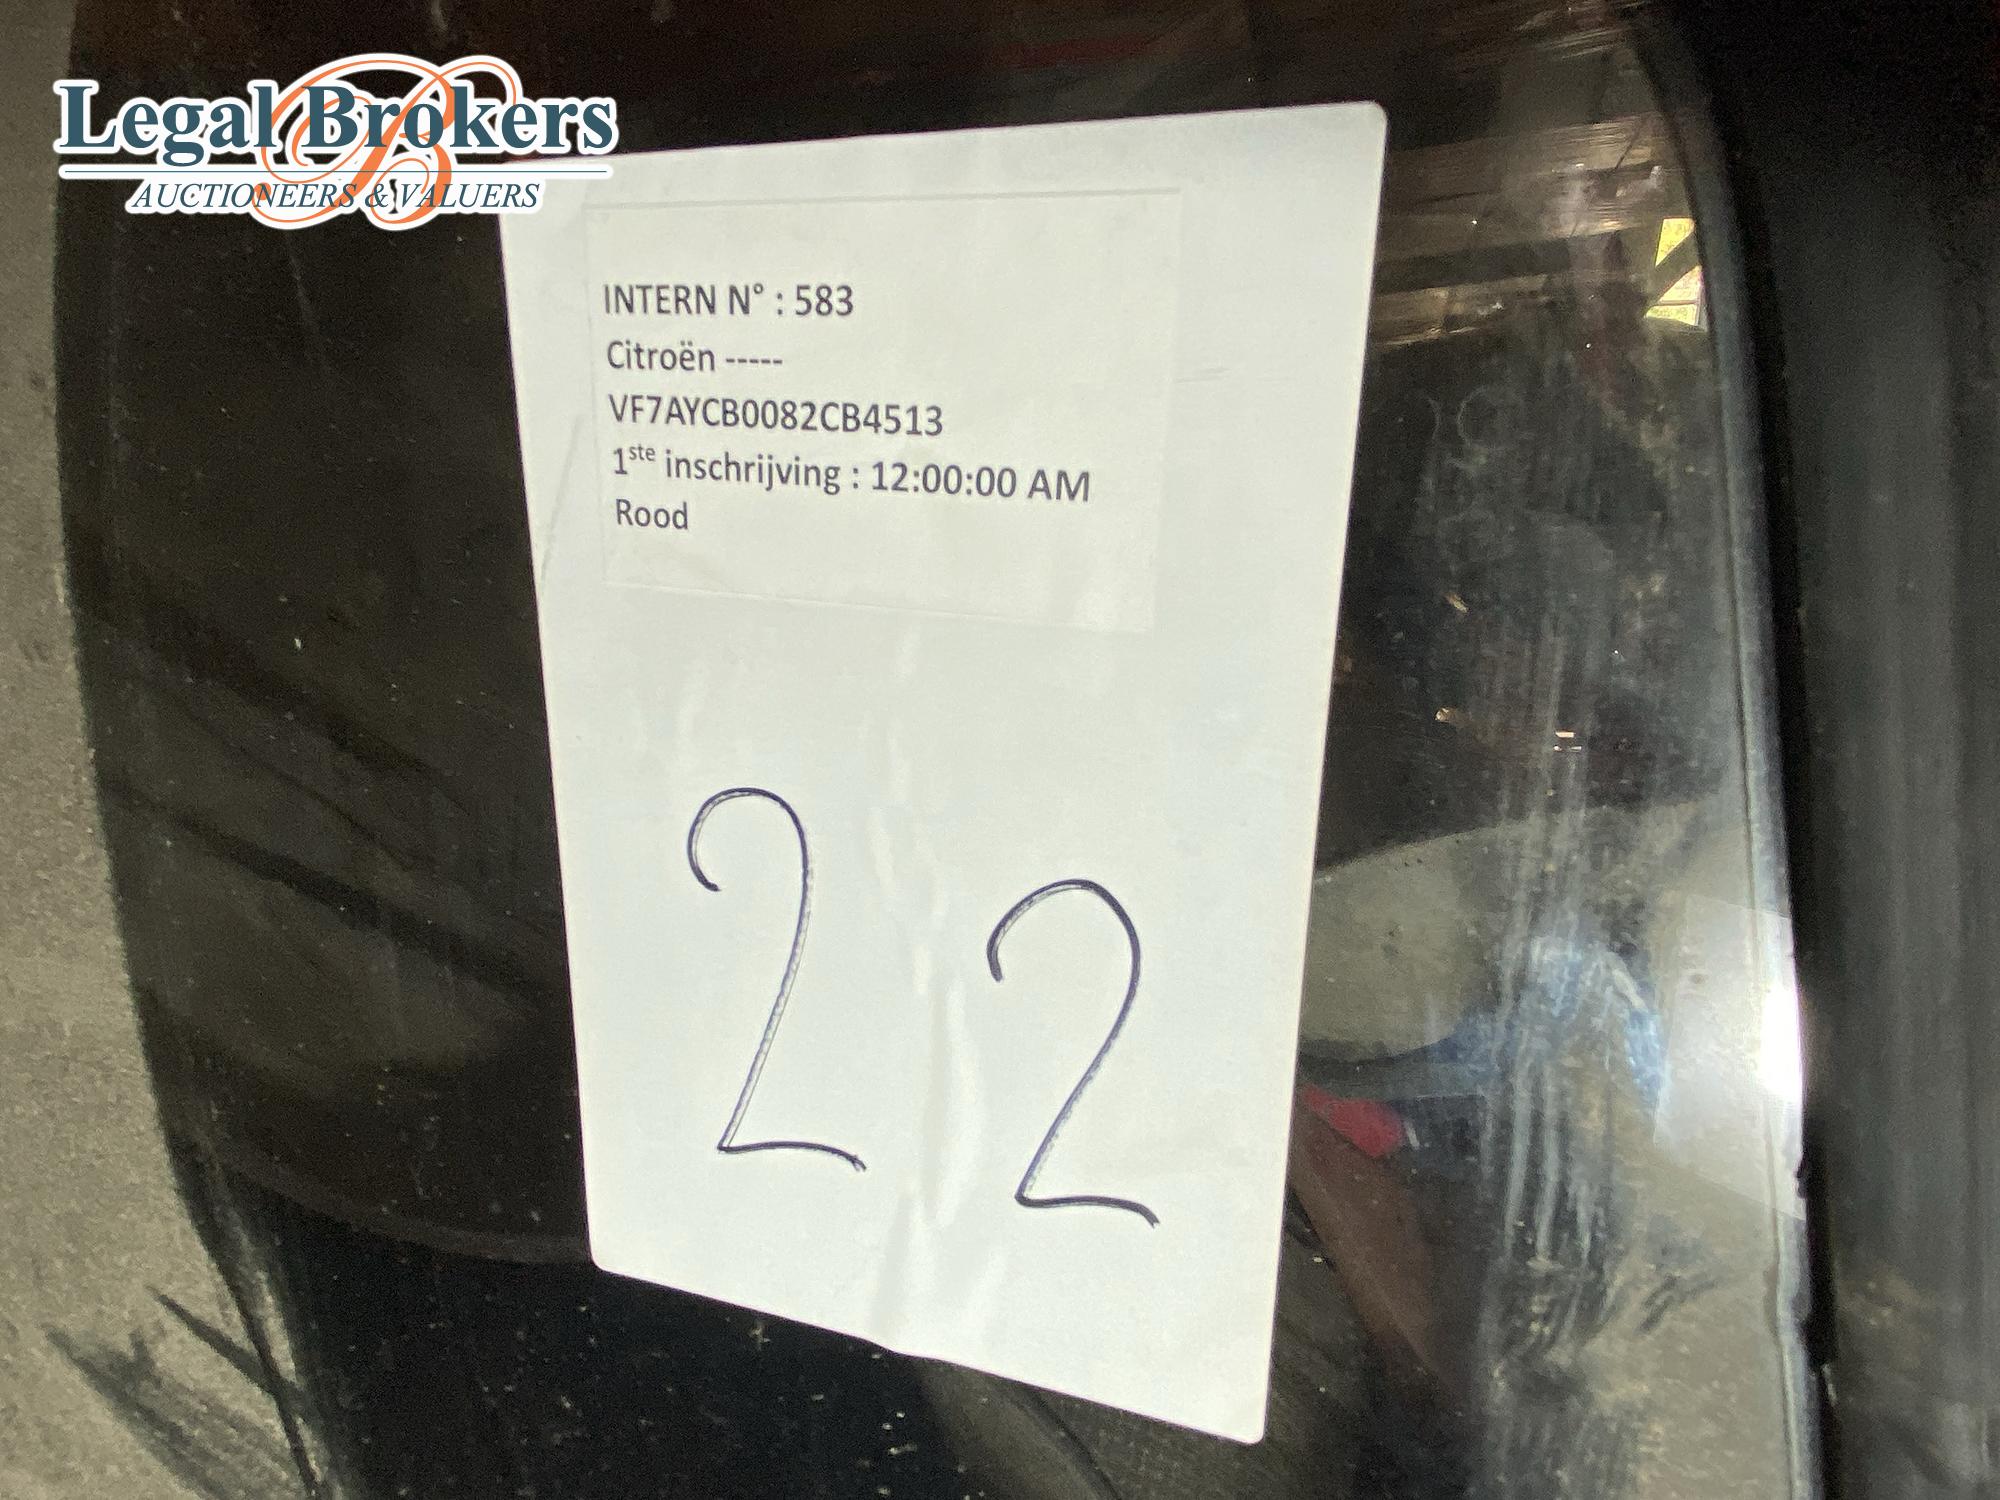 Legal Brokers
AUCTIONEERS & VALUERS
INTERN N° : 583
Citroën -----
VF7AYCB0082CB4513
1ste inschrijving : 12:00:00 AM
Rood
22